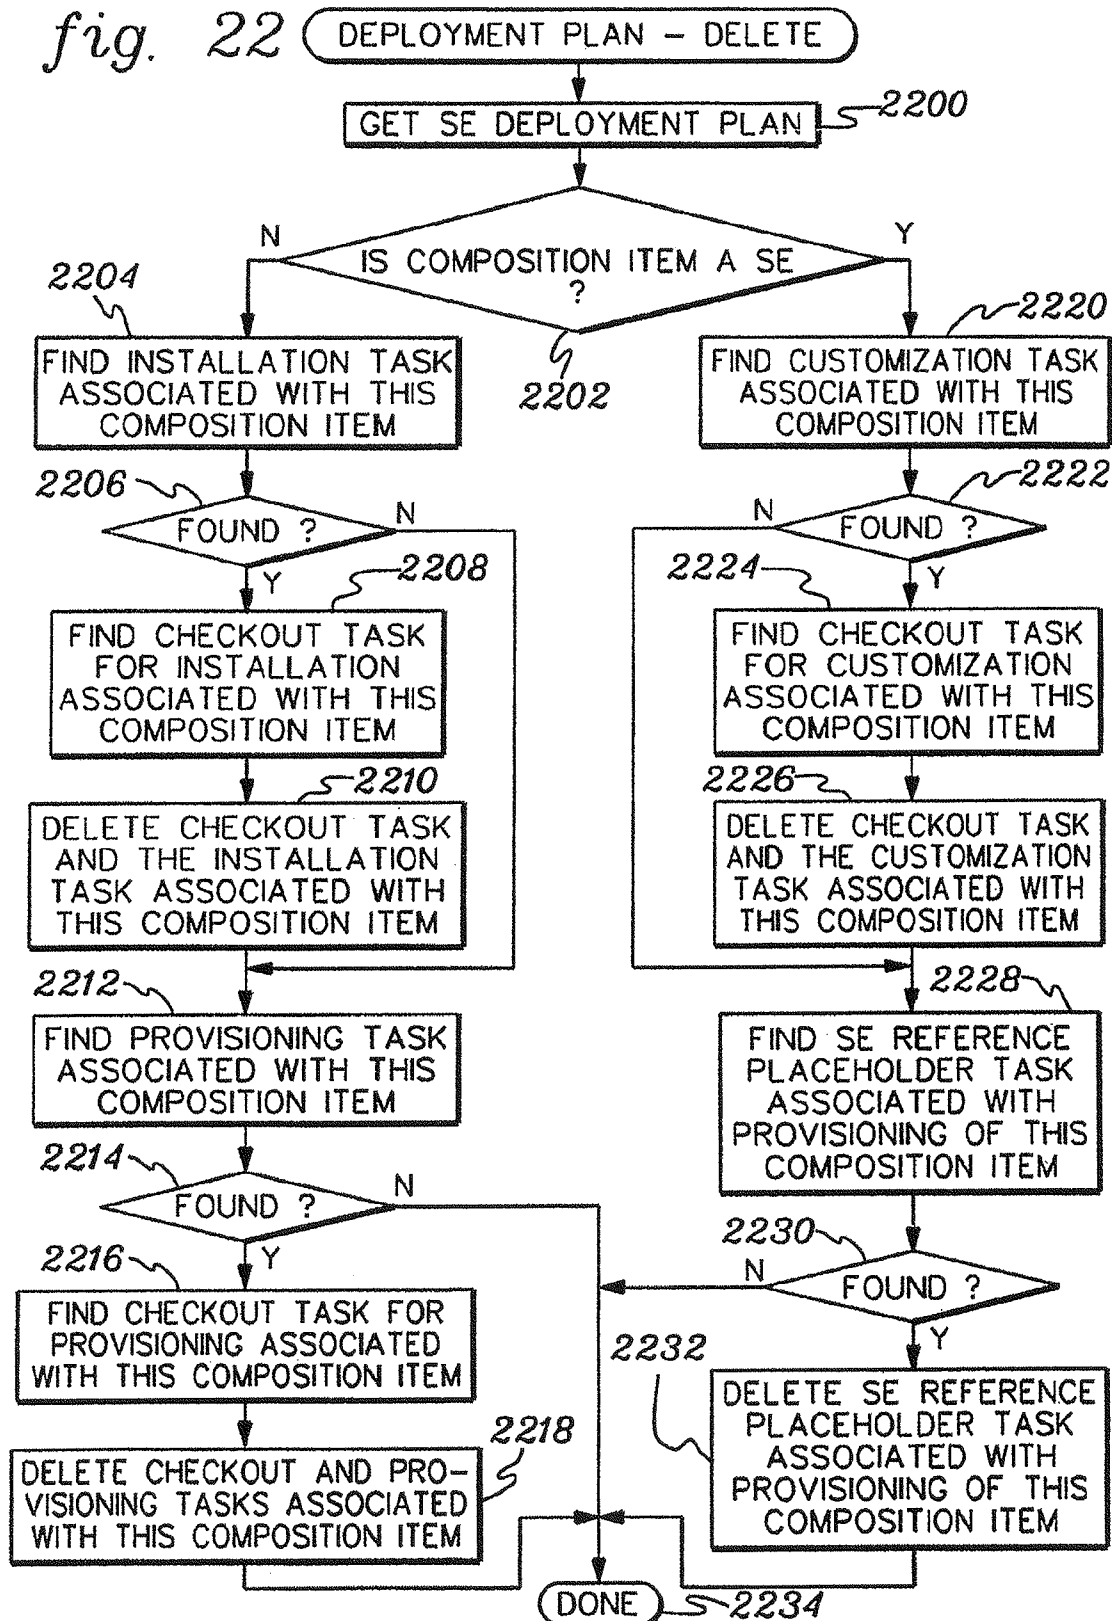 fig. 22
DEPLOYMENT PLAN - DELETE
2200
GET SE DEPLOYMENT PLAN
N
Y
IS COMPOSITION ITEM A SE
?
2202
2204
FIND INSTALLATION TASK
ASSOCIATED WITH THIS
COMPOSITION ITEM
2206
FOUND ?
N
Y
2208
FIND CHECKOUT TASK
FOR INSTALLATION
ASSOCIATED WITH THIS
COMPOSITION ITEM
2210
DELETE CHECKOUT TASK
AND THE INSTALLATION
TASK ASSOCIATED WITH
THIS COMPOSITION ITEM
2212
FIND PROVISIONING TASK
ASSOCIATED WITH THIS
COMPOSITION ITEM
2214
FOUND ?
N
Y
2216
FIND CHECKOUT TASK FOR
PROVISIONING ASSOCIATED
WITH THIS COMPOSITION ITEM
2218
DELETE CHECKOUT AND PRO-
VISIONING TASKS ASSOCIATED
WITH THIS COMPOSITION ITEM
2220
FIND CUSTOMIZATION TASK
ASSOCIATED WITH THIS
COMPOSITION ITEM
2222
N
FOUND ?
Y
2224
FIND CHECKOUT TASK
FOR CUSTOMIZATION
ASSOCIATED WITH THIS
COMPOSITION ITEM
2226
DELETE CHECKOUT TASK
AND THE CUSTOMIZATION
TASK ASSOCIATED WITH
THIS COMPOSITION ITEM
2228
FIND SE REFERENCE
PLACEHOLDER TASK
ASSOCIATED WITH
PROVISIONING OF THIS
COMPOSITION ITEM
2230
N
FOUND ?
Y
2232
DELETE SE REFERENCE
PLACEHOLDER TASK
ASSOCIATED WITH
PROVISIONING OF THIS
COMPOSITION ITEM
DONE
2234